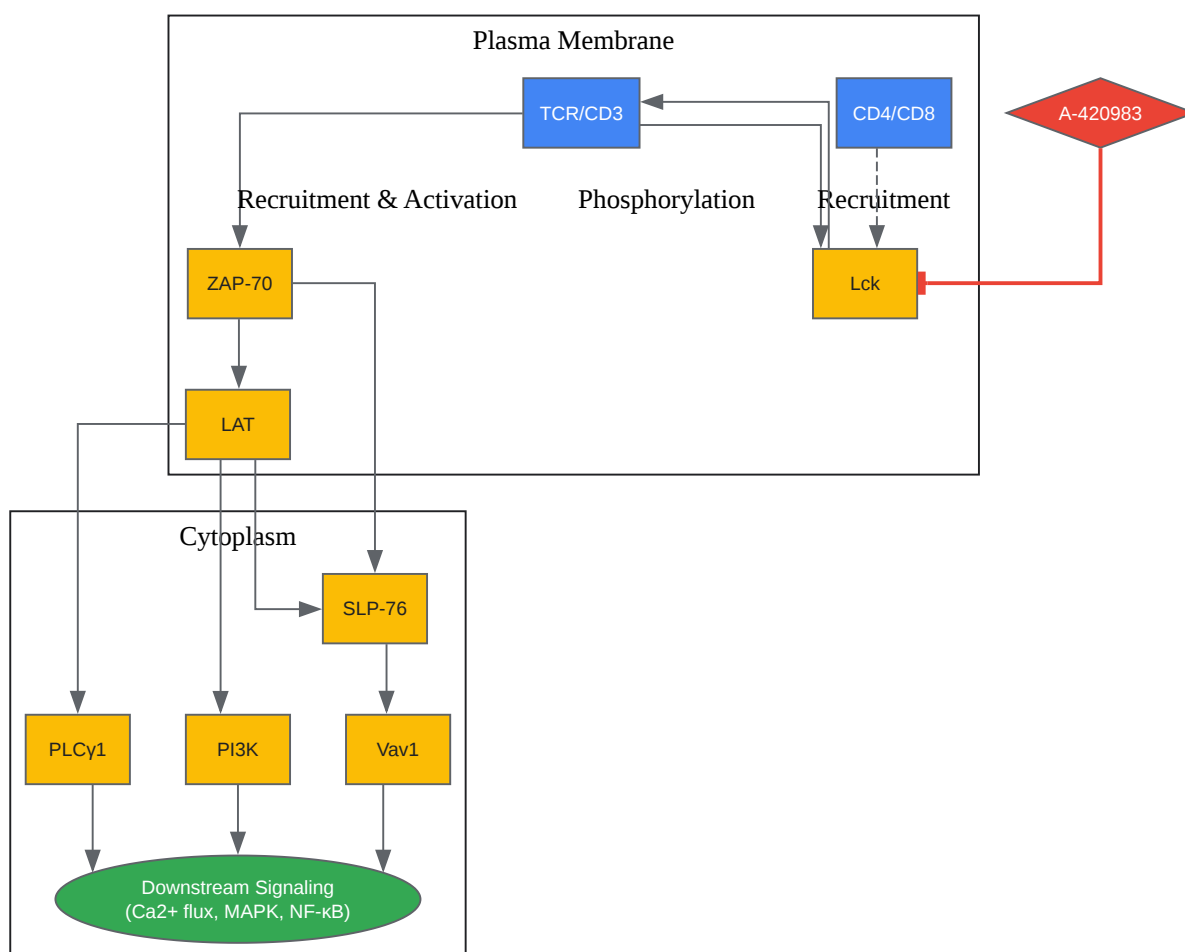 Plasma Membrane
TCR/CD3
CD4/CD8
A-420983
Recruitment & Activation
Phosphorylation
Recruitment
ZAP-70
Lck
LAT
Cytoplasm
SLP-76
PLCγ1
PI3K
Vav1
Downstream Signaling
(Ca2+ flux, MAPK, NF-κB)